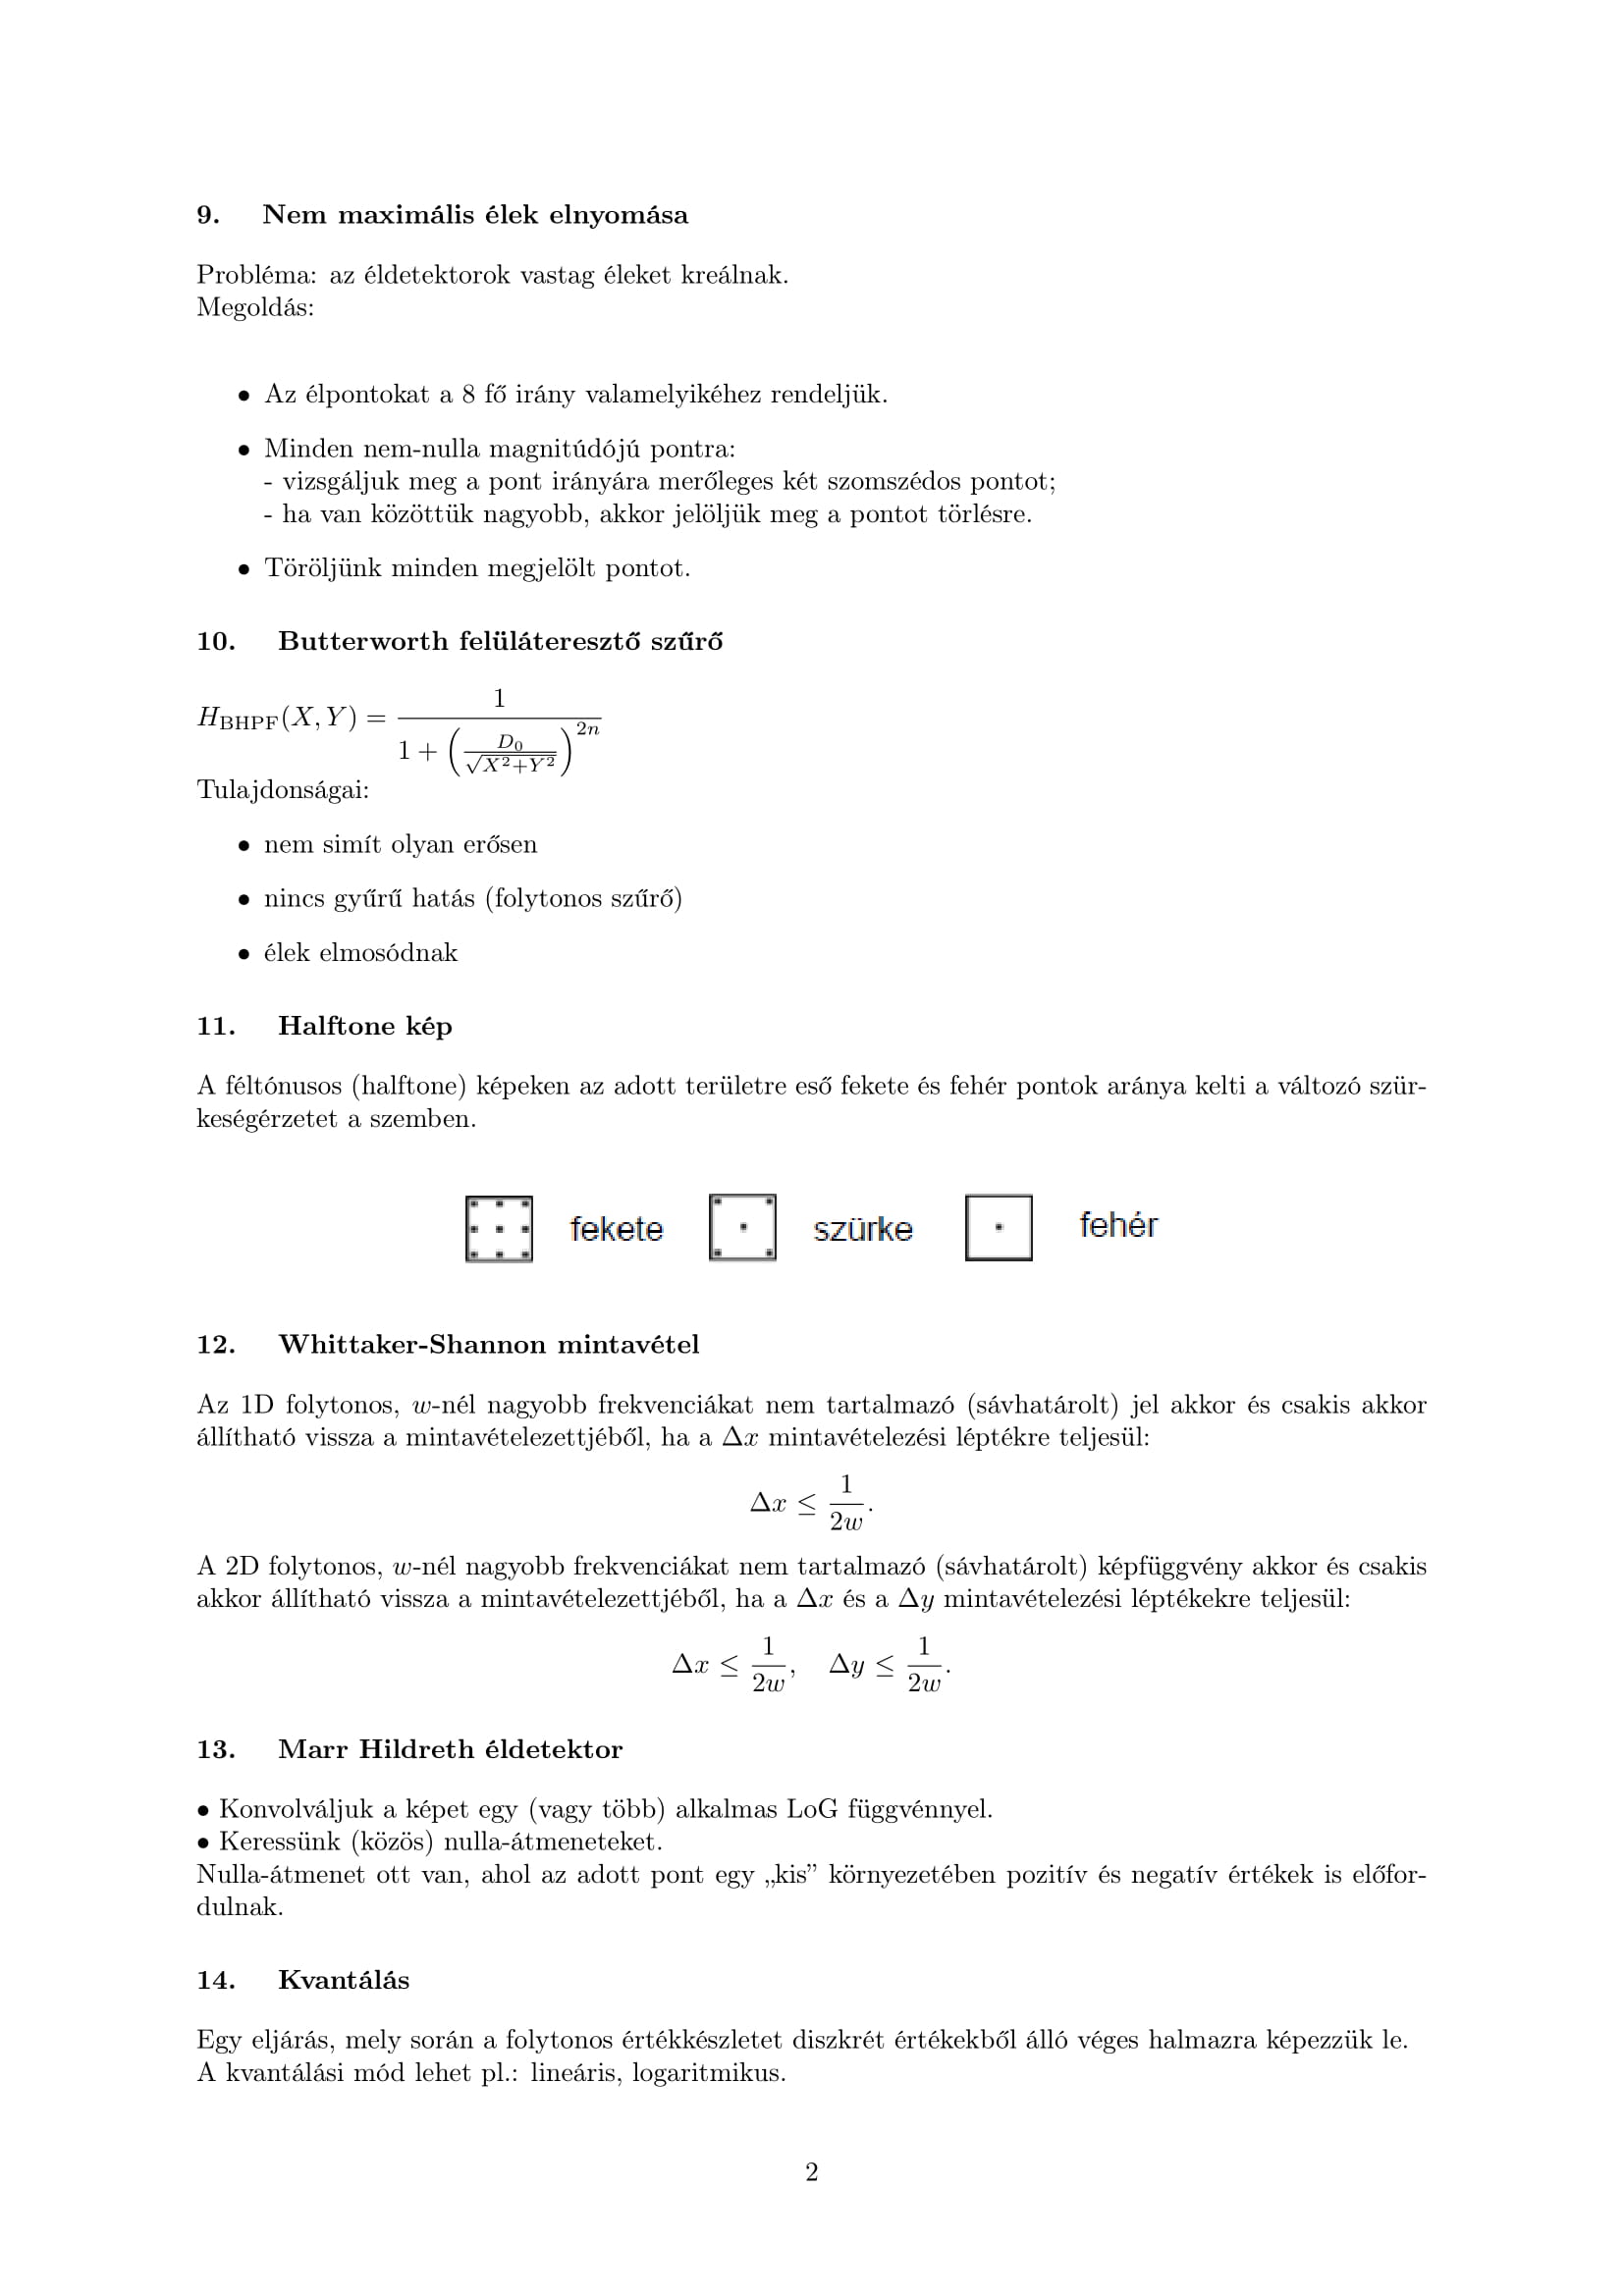 9. Nem maximális élek elnyomása
Probléma: az éldetektorok vastag éleket kreálnak.
Megoldás:
• Az élpontokat a 8 fő irány valamelyikéhez rendeljük.
• Minden nem-nulla magnitúdójú pontra:
- vizsgáljuk meg a pont irányára merőleges két szomszédos pontot;
- ha van közöttük nagyobb, akkor jelöljük meg a pontot törlésre.
• Töröljünk minden megjelölt pontot.
10. Butterworth felüláteresztő szűrő
$H_{\mathrm{BHPF}}(X, Y) = \frac{1}{1 + \left(\frac{D_0}{\sqrt{X^2+Y^2}}\right)^{2n}}$
Tulajdonságai:
• nem simít olyan erősen
• nincs gyűrű hatás (folytonos szűrő)
• élek elmosódnak
11. Halftone kép
A féltónusos (halftone) képeken az adott területre eső fekete és fehér pontok aránya kelti a változó szür-
keségérzetet a szemben.
fekete szürke fehér
12. Whittaker-Shannon mintavétel
Az 1D folytonos, w-nél nagyobb frekvenciákat nem tartalmazó (sávhatárolt) jel akkor és csakis akkor
állítható vissza a mintavételezettjéből, ha a Δx mintavételezési léptékre teljesül:
$\Delta x \leq \frac{1}{2w}.$
A 2D folytonos, w-nél nagyobb frekvenciákat nem tartalmazó (sávhatárolt) képfüggvény akkor és csakis
akkor állítható vissza a mintavételezettjéből, ha a Δx és a Δy mintavételezési léptékekre teljesül:
$\Delta x \leq \frac{1}{2w}, \quad \Delta y \leq \frac{1}{2w}.$
13. Marr Hildreth éldetektor
• Konvolváljuk a képet egy (vagy több) alkalmas LoG függvénnyel.
• Keressünk (közös) nulla-átmeneteket.
Nulla-átmenet ott van, ahol az adott pont egy „kis” környezetében pozitív és negatív értékek is előfor-
dulnak.
14. Kvantálás
Egy eljárás, mely során a folytonos értékkészletet diszkrét értékekből álló véges halmazra képezzük le.
A kvantálási mód lehet pl.: lineáris, logaritmikus.
2